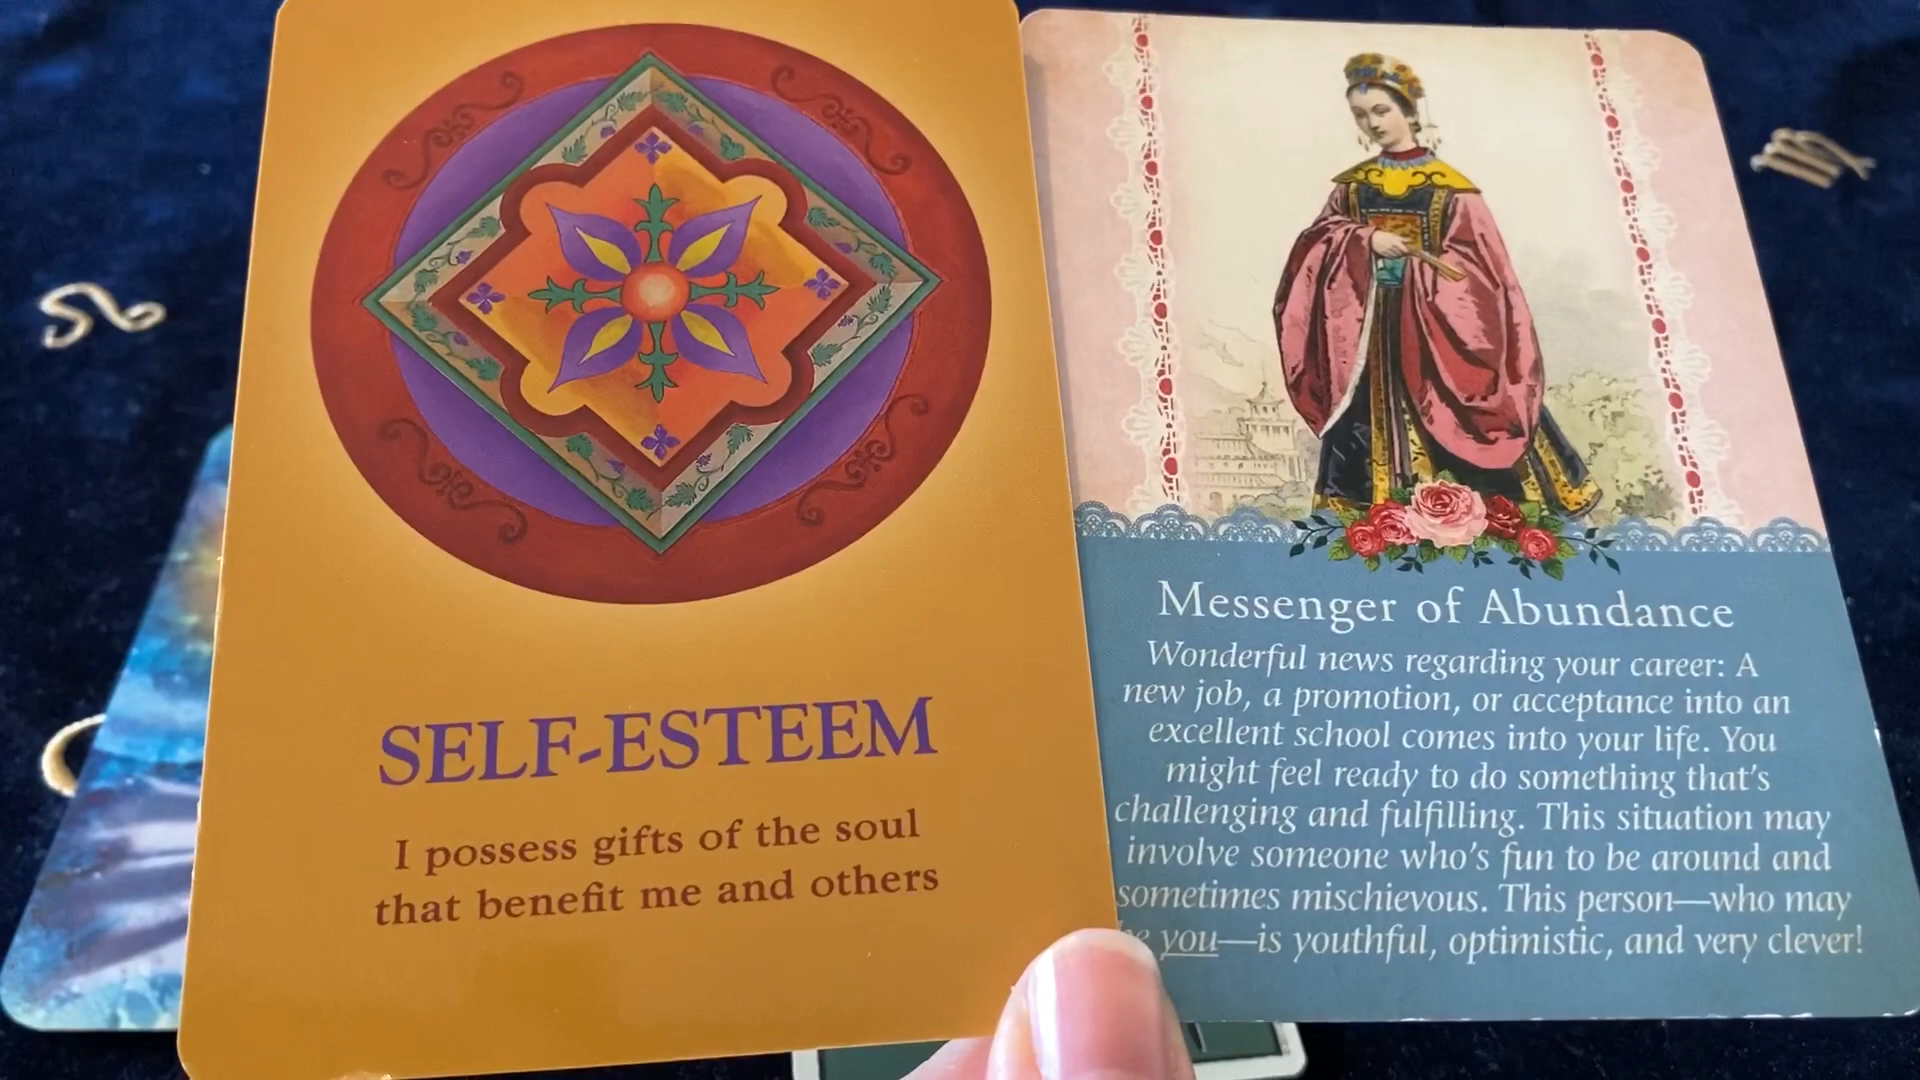 SELF-ESTEEM
I possess gifts of the soul
that benefit me and others
Messenger of Abundance
Wonderful news regarding your career: A
new job, a promotion, or acceptance into an
excellent school comes into your life. You
might feel ready to do something that's
challenging and fulfilling. This situation may
involve someone who's fun to be around and
sometimes mischievous. This person—who may
be you—is youthful, optimistic, and very clever!